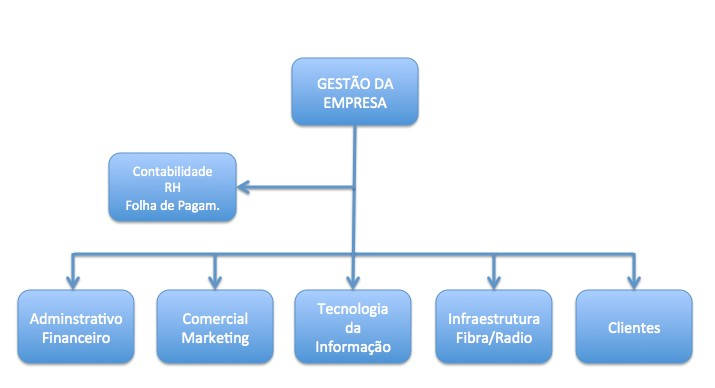 GESTÃO DA
EMPRESA
Contabilidade
RH
Folha de Pagam.
Adminstrativo
Financeiro
Comercial
Marketing
Tecnologia
da
Informação
Infraestrutura
Fibra/Radio
Clientes